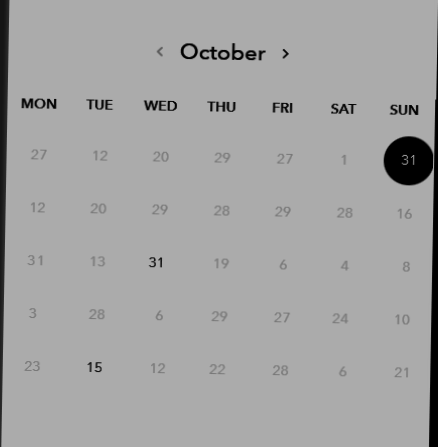 ‹ October ›
MON TUE WED THU FRI SAT SUN
27 12 20 29 27 1 31
12 20 29 28 29 28 16
31 13 31 19 6 4 8
3 28 6 29 27 24 10
23 15 12 22 28 6 21